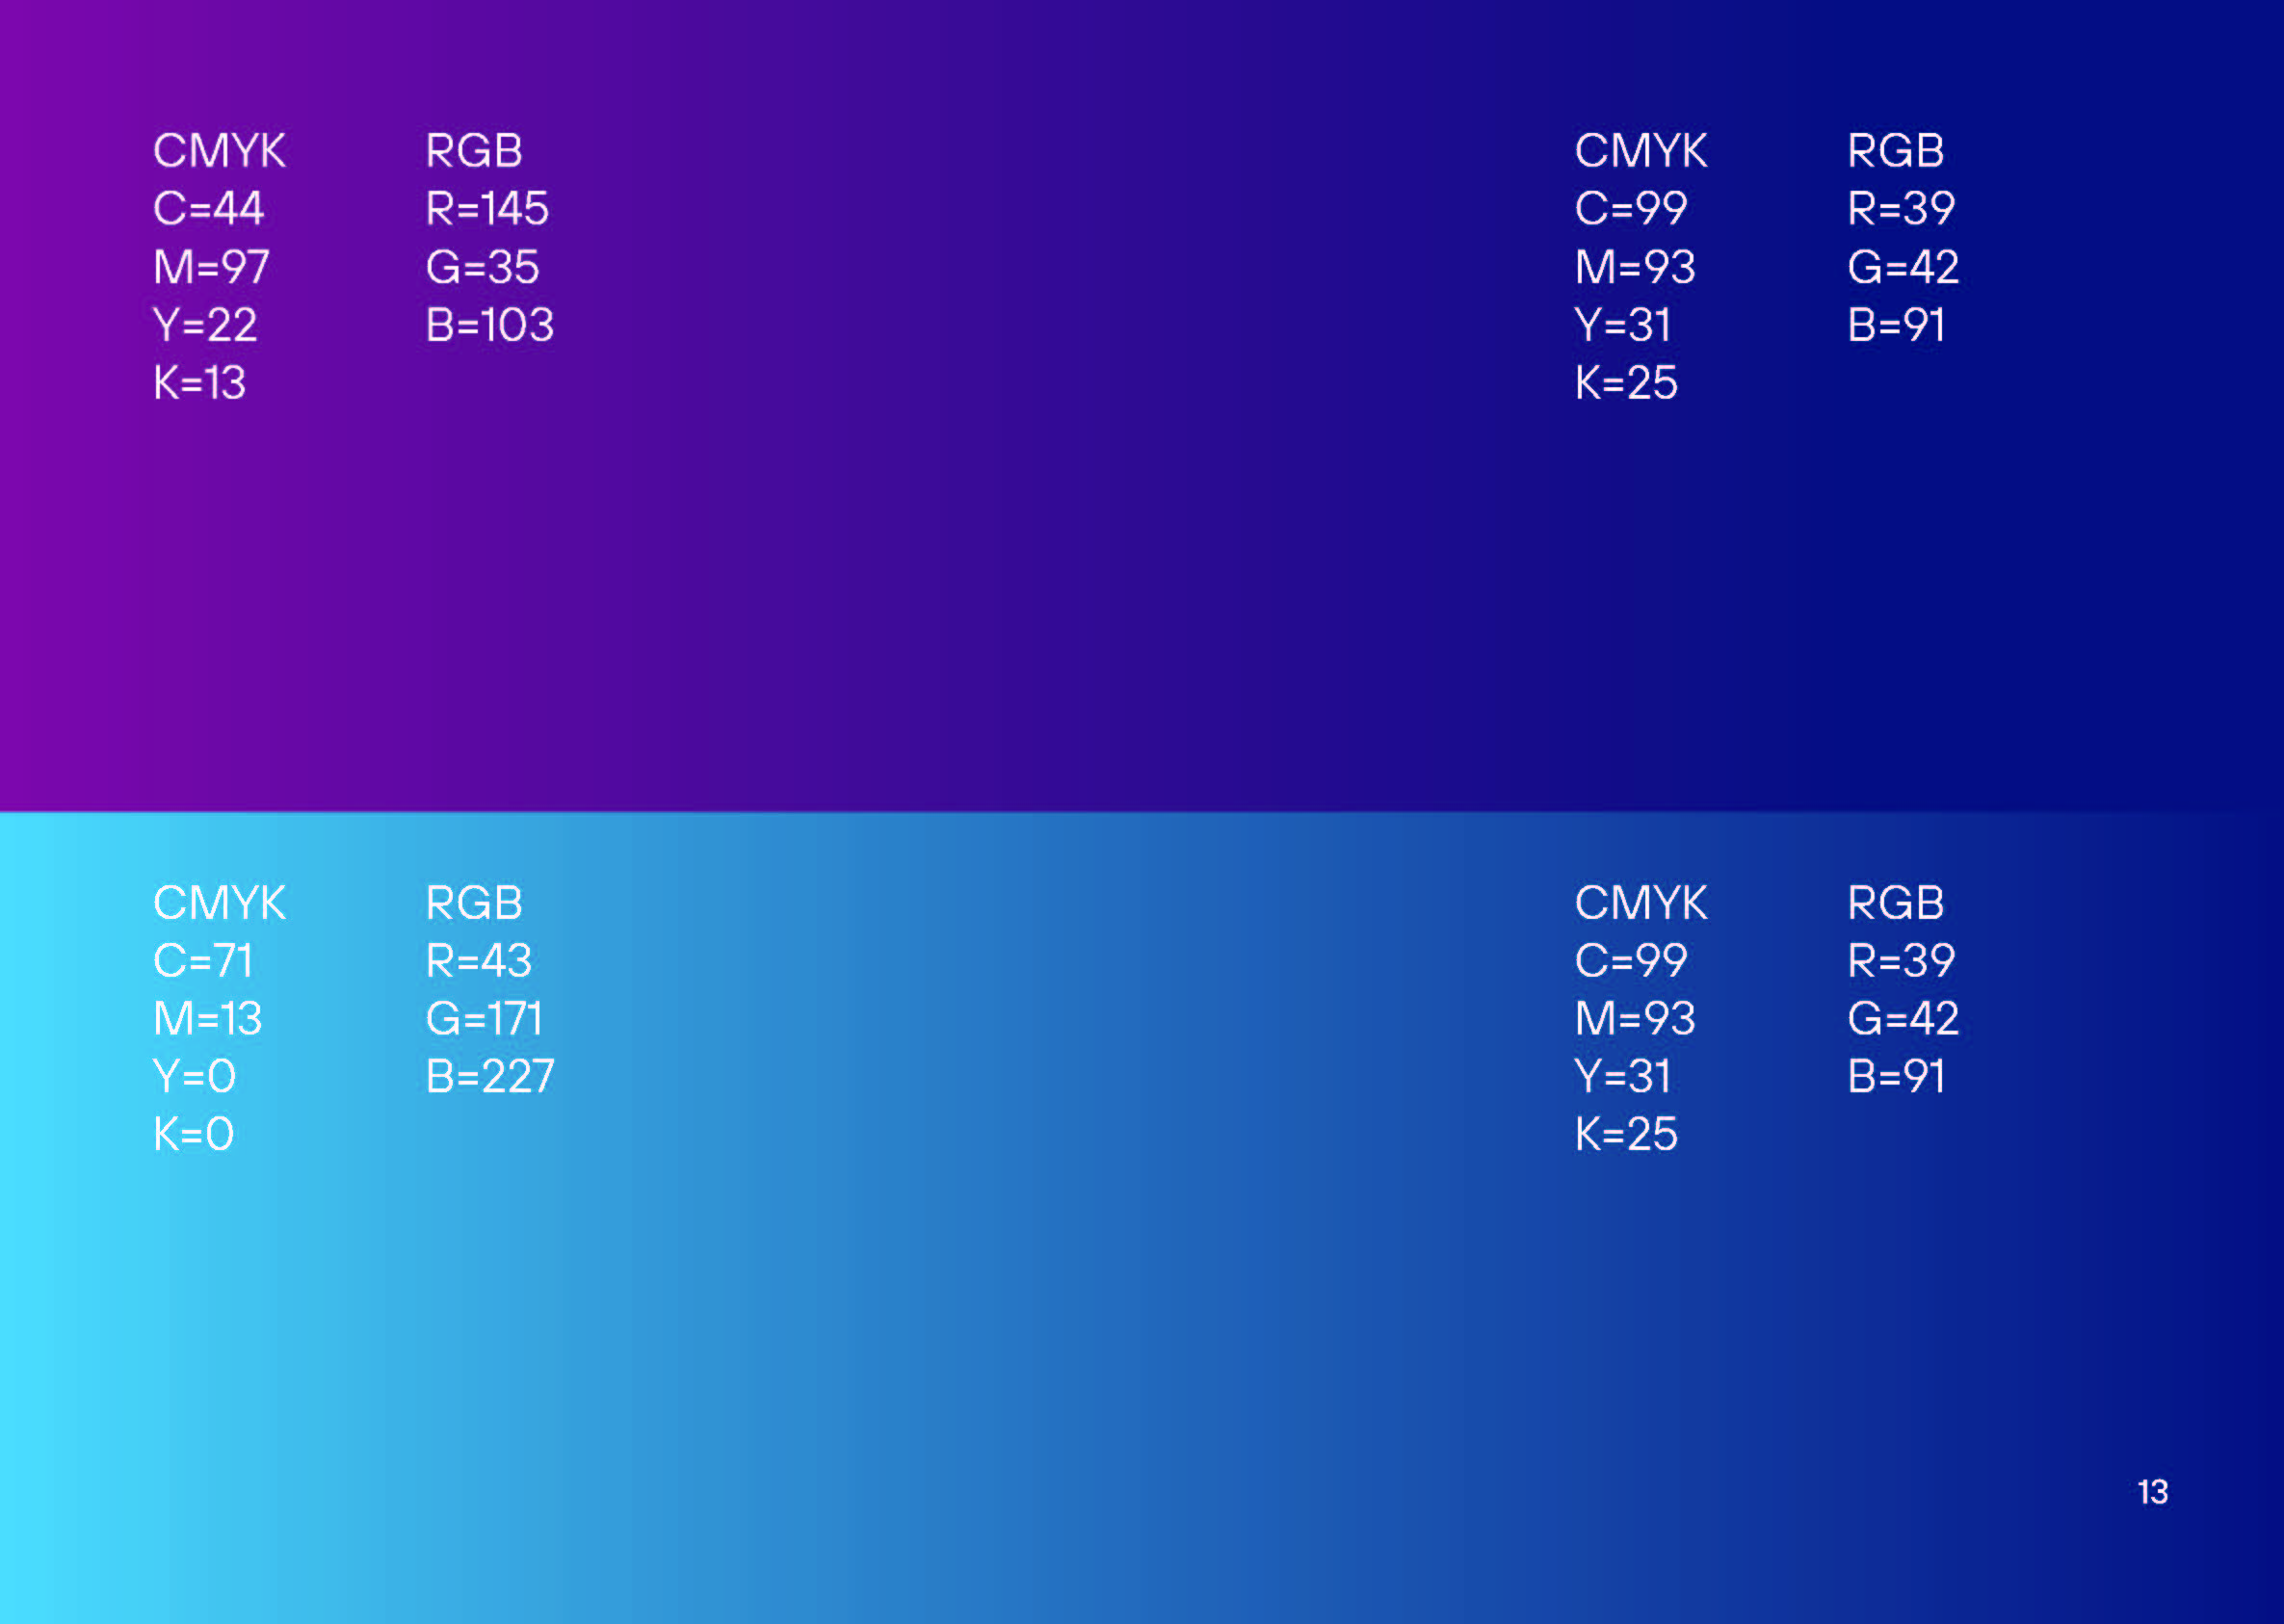 CMYK
C=44
M=97
Y=22
K=13
RGB
R=145
G=35
B=103
CMYK
C=99
M=93
Y=31
K=25
RGB
R=39
G=42
B=91
CMYK
C=71
M=13
Y=0
K=0
RGB
R=43
G=171
B=227
CMYK
C=99
M=93
Y=31
K=25
RGB
R=39
G=42
B=91
13